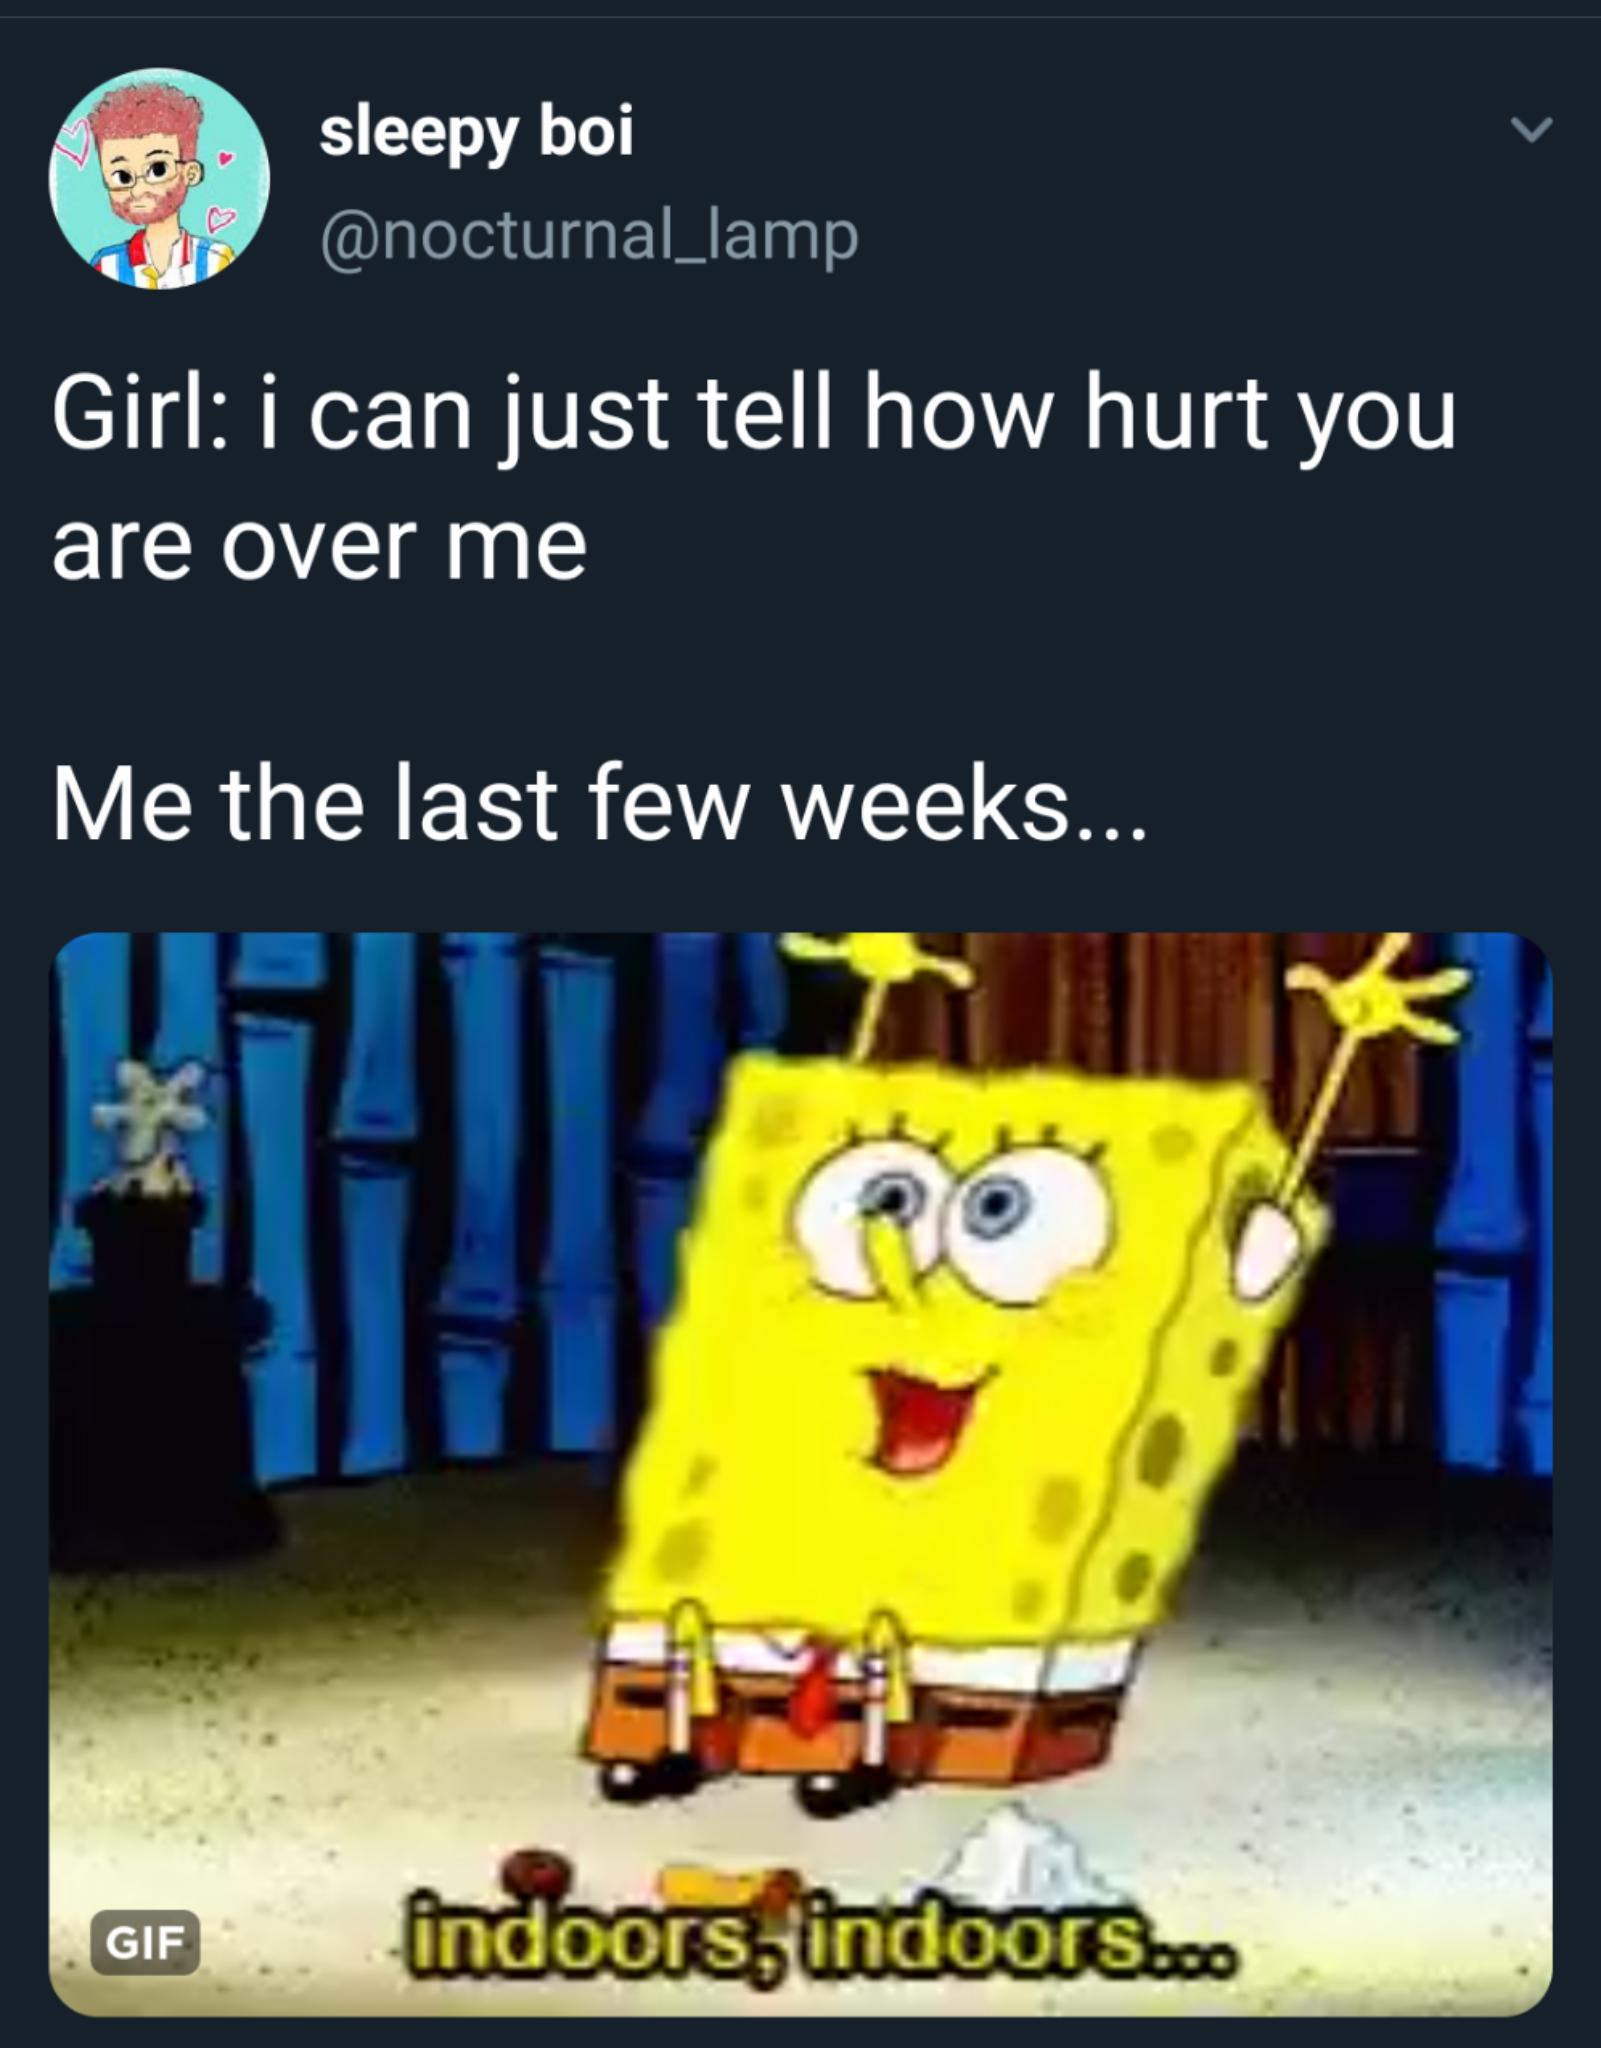 sleepy boi
@nocturnal_lamp
Girl: i can just tell how hurt you
are over me
Me the last few weeks...
GIF
indoors, indoors...